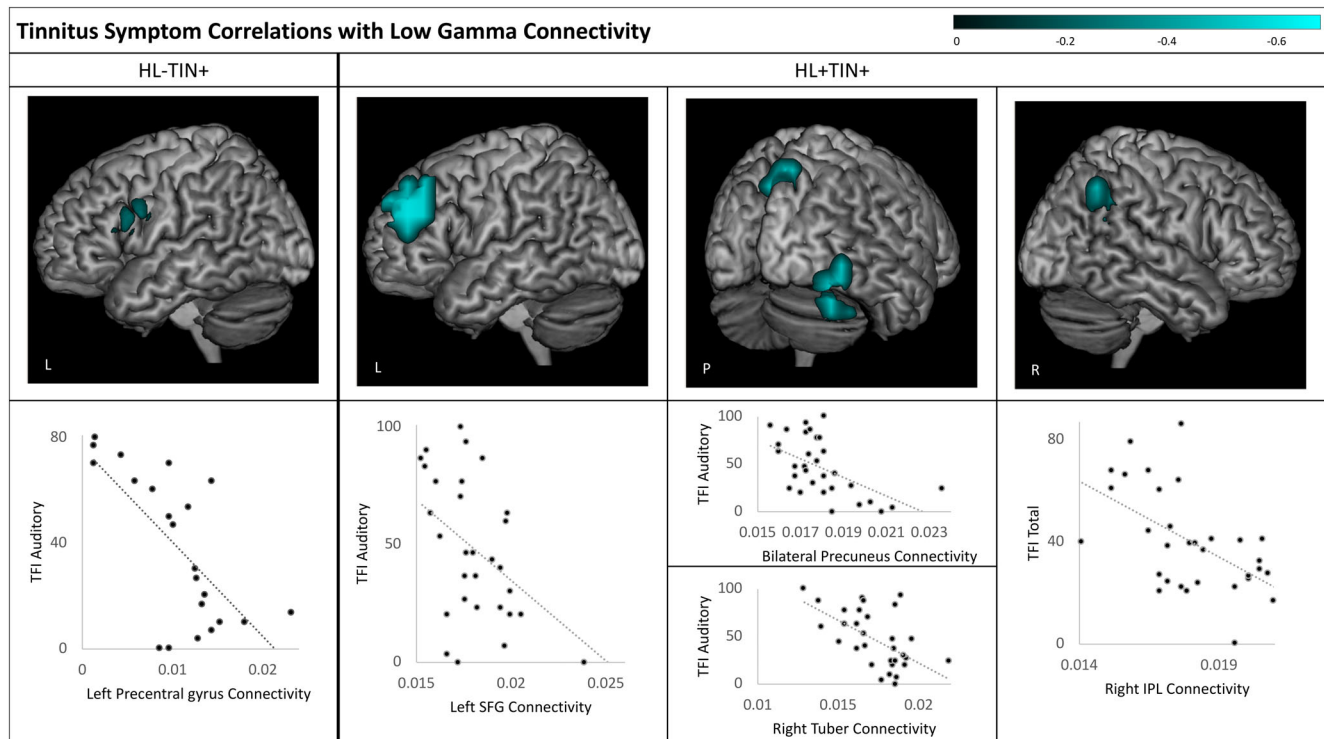 Tinnitus Symptom Correlations with Low Gamma Connectivity
0 -0.2 -0.4 -0.6
HL-TIN+
HL+TIN+
L
L
P
R
80
40
0
TFI Auditory
0 0.01 0.02
Left Precentral gyrus Connectivity
100
50
0
TFI Auditory
0.015 0.02 0.025
Left SFG Connectivity
100
50
0
TFI Auditory
0.015 0.017 0.019 0.021 0.023
Bilateral Precuneus Connectivity
100
50
0
TFI Auditory
0.01 0.015 0.02
Right Tuber Connectivity
80
40
0
TFI Total
0.014 0.019
Right IPL Connectivity